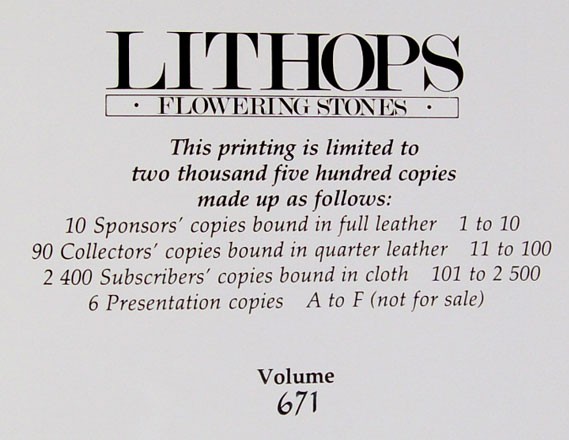 LITHOPS
· FLOWERING STONES ·
This printing is limited to
two thousand five hundred copies
made up as follows:
10 Sponsors' copies bound in full leather 1 to 10
90 Collectors' copies bound in quarter leather 11 to 100
2 400 Subscribers' copies bound in cloth 101 to 2 500
6 Presentation copies A to F (not for sale)
Volume
671